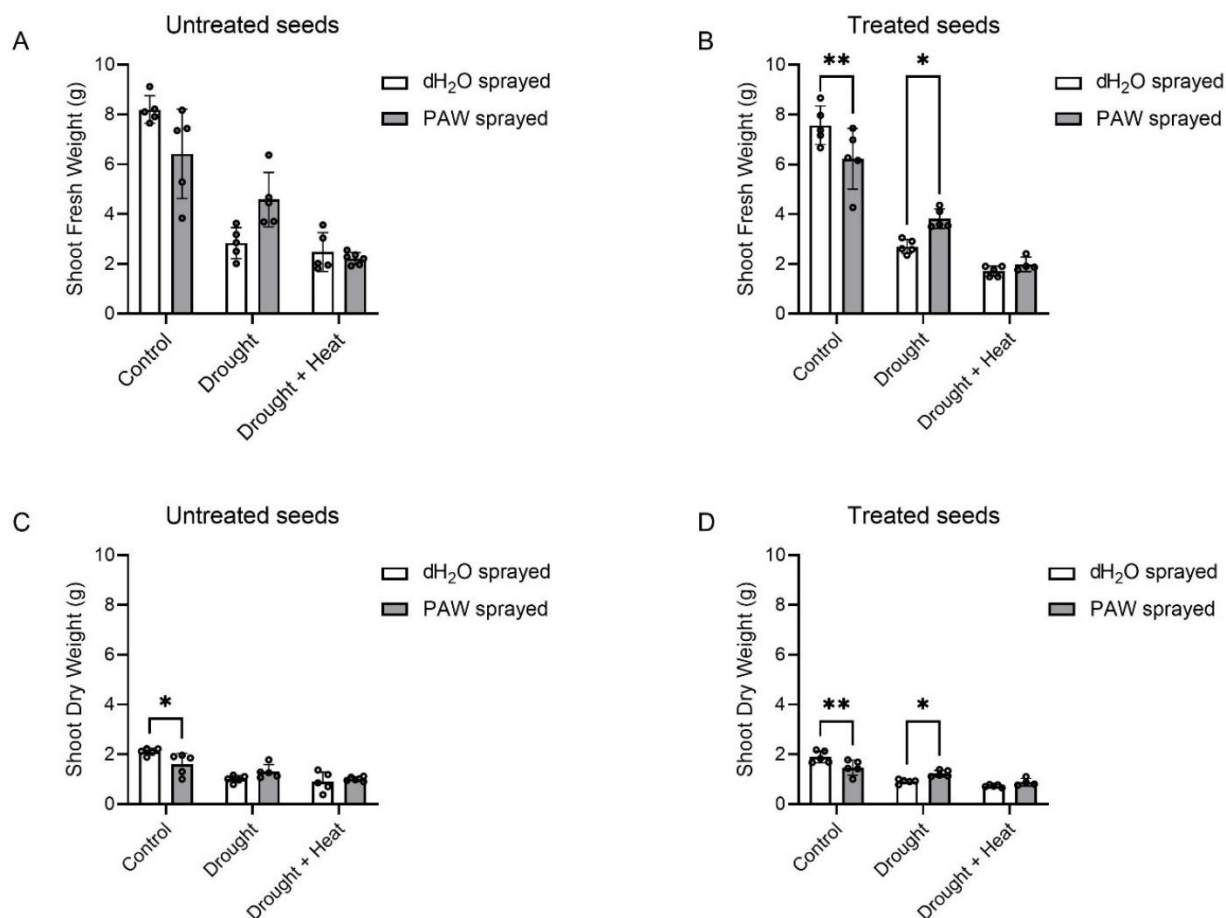 A
Untreated seeds
Shoot Fresh Weight (g)
10
8
6
4
2
0
Control
Drought
Drought + Heat
dH₂O sprayed
PAW sprayed
B
Treated seeds
Shoot Fresh Weight (g)
10
8
6
4
2
0
**
*
Control
Drought
Drought + Heat
dH₂O sprayed
PAW sprayed
C
Untreated seeds
Shoot Dry Weight (g)
10
8
6
4
2
0
*
Control
Drought
Drought + Heat
dH₂O sprayed
PAW sprayed
D
Treated seeds
Shoot Dry Weight (g)
10
8
6
4
2
0
**
*
Control
Drought
Drought + Heat
dH₂O sprayed
PAW sprayed